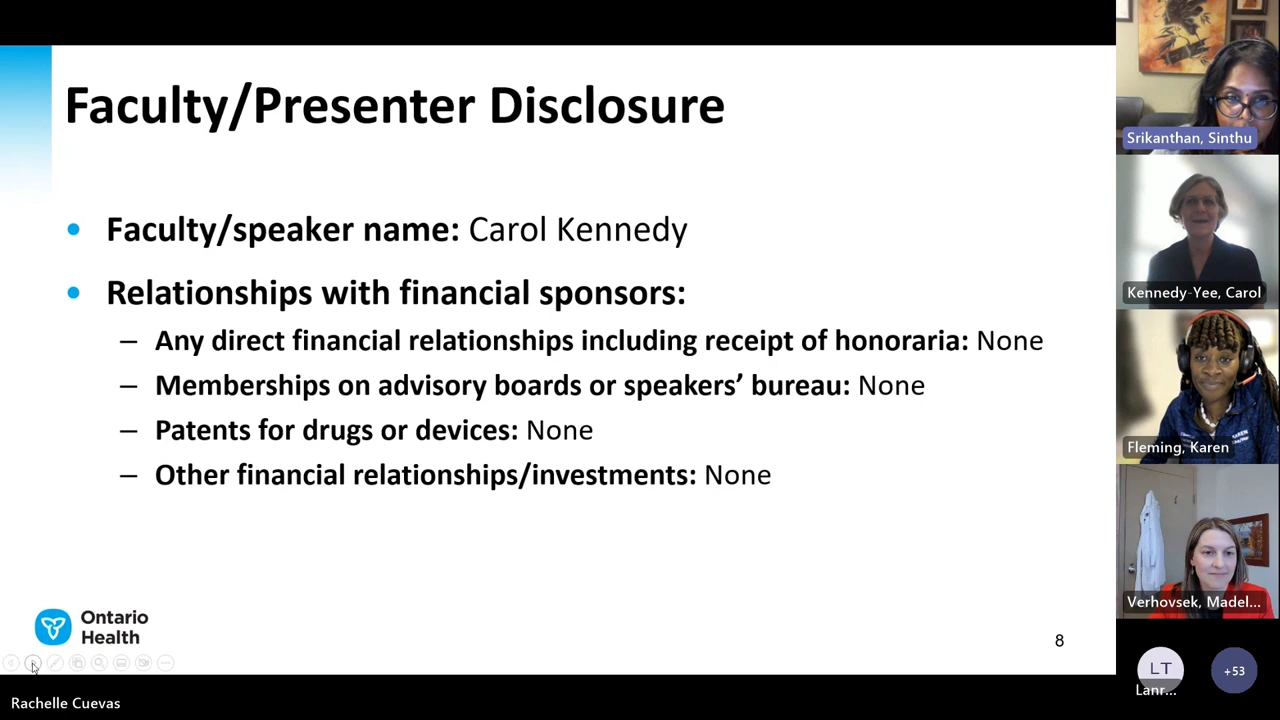 Faculty/Presenter Disclosure
• Faculty/speaker name: Carol Kennedy
• Relationships with financial sponsors:
– Any direct financial relationships including receipt of honoraria: None
– Memberships on advisory boards or speakers’ bureau: None
– Patents for drugs or devices: None
– Other financial relationships/investments: None
Ontario
Health
8
Rachelle Cuevas
Srikanthan, Sinthu
Kennedy-Yee, Carol
KAREN
Fleming, Karen
Verhovsek, Madel...
LT
Lanr...
+53